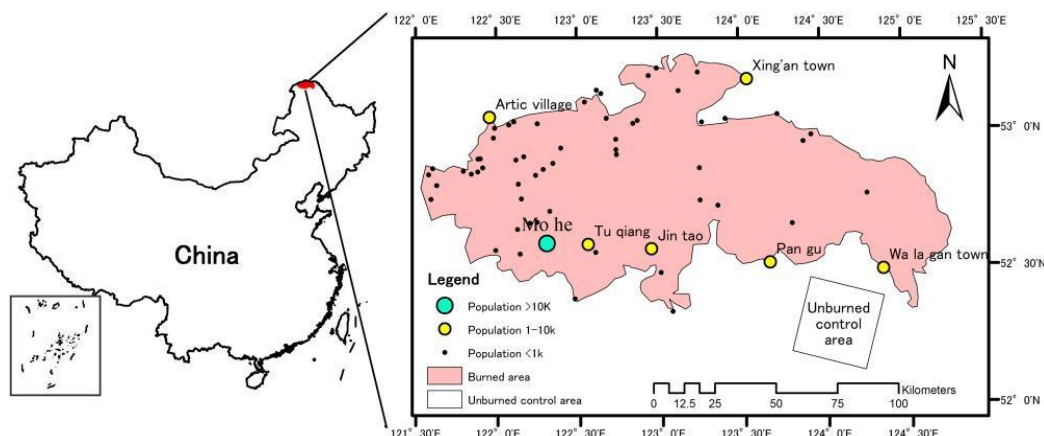 122° 0'E
122° 30'E
123° 0'E
123° 30'E
124° 0'E
124° 30'E
125° 0'E
125° 30'E
Xing'an town
N
Artic village
53° 0'N
China
Mo he
Tu qiang
Jin tao
Pan gu
Wa la gan town
52° 30'N
Legend
Population >10K
Population 1-10k
Population <1k
Burned area
Unburned control area
Unburned
control
area
Kilometers
0 12.5 25 50 75 100
52° 0'N
121° 30'E
122° 0'E
122° 30'E
123° 0'E
123° 30'E
124° 0'E
124° 30'E